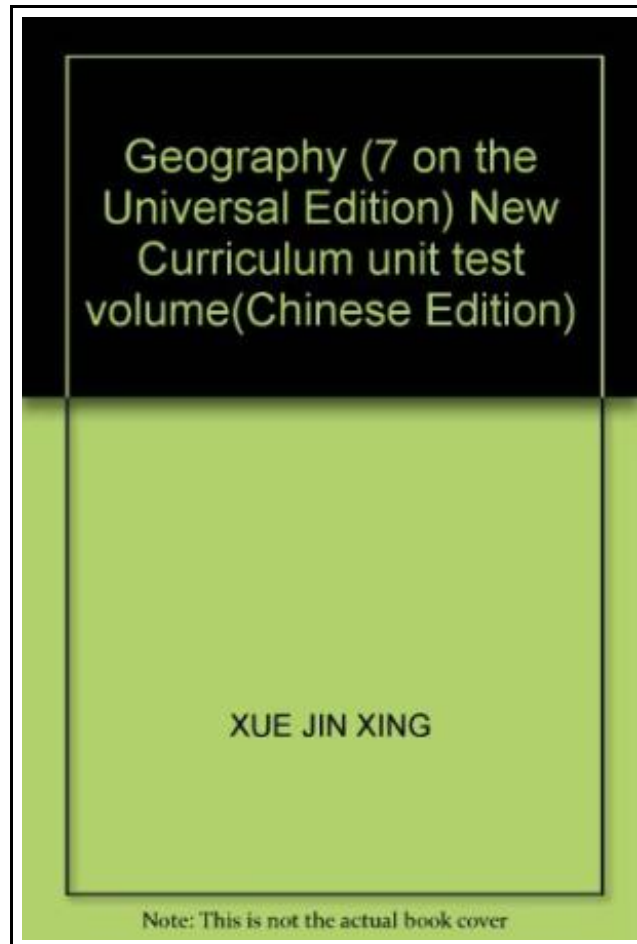 Geography (7 on the
Universal Edition) New
Curriculum unit test
volume(Chinese Edition)
XUE JIN XING
Note: This is not the actual book cover